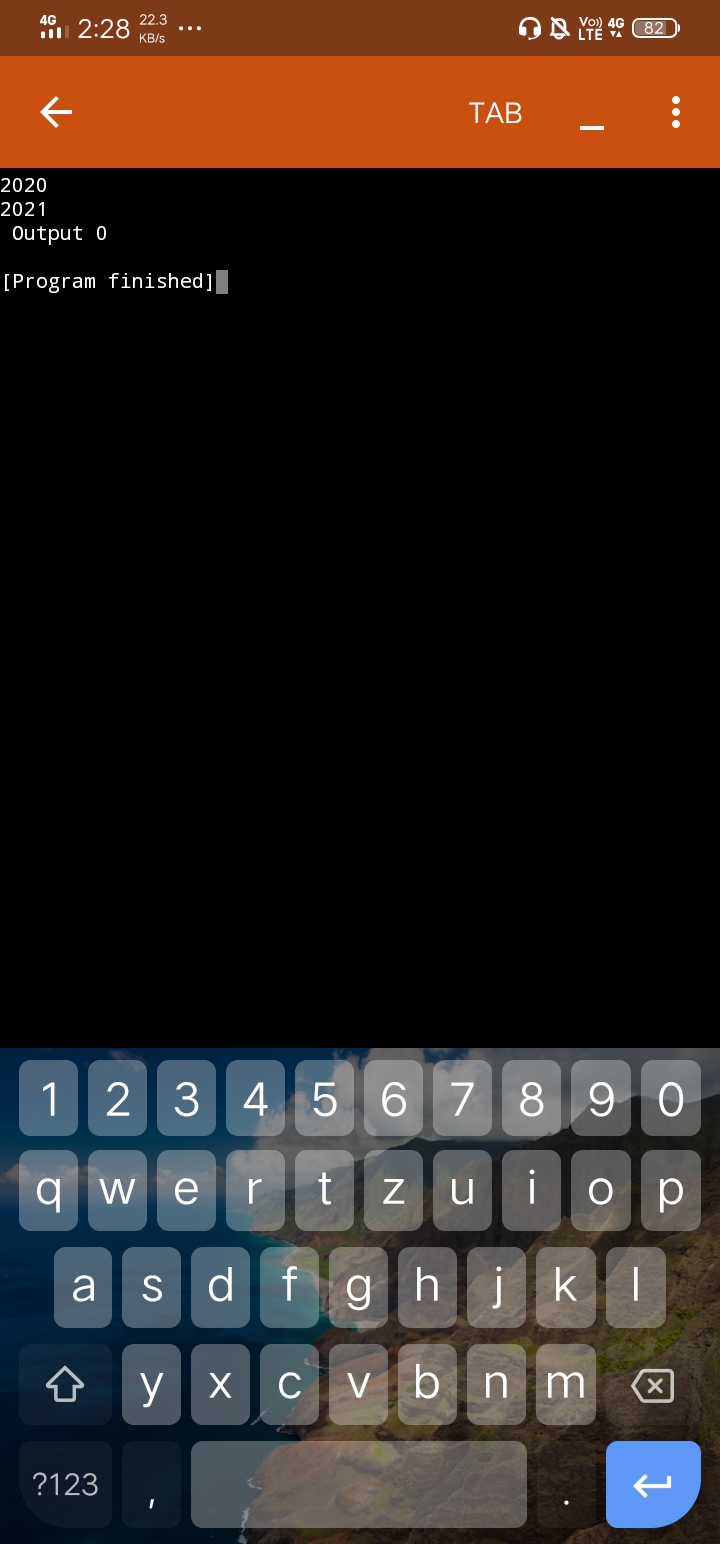 4G 2:28 22.3 KB/s ... Vo)) LTE 4G 82
TAB _
2020
2021
Output 0
[Program finished]
1 2 3 4 5 6 7 8 9 0
q w e r t z u i o p
a s d f g h j k l
y x c v b n m
?123 , .